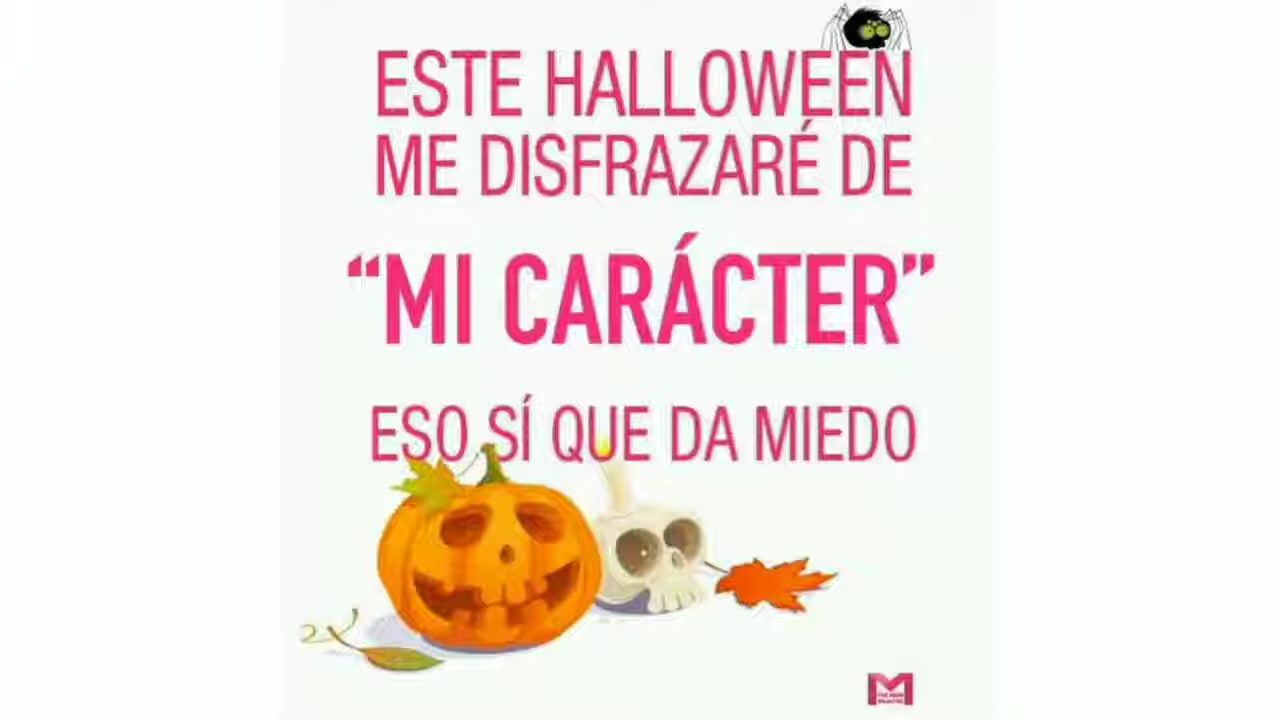 ESTE HALLOWEEN
ME DISFRAZARÉ DE
“MI CARÁCTER”
ESO SÍ QUE DA MIEDO